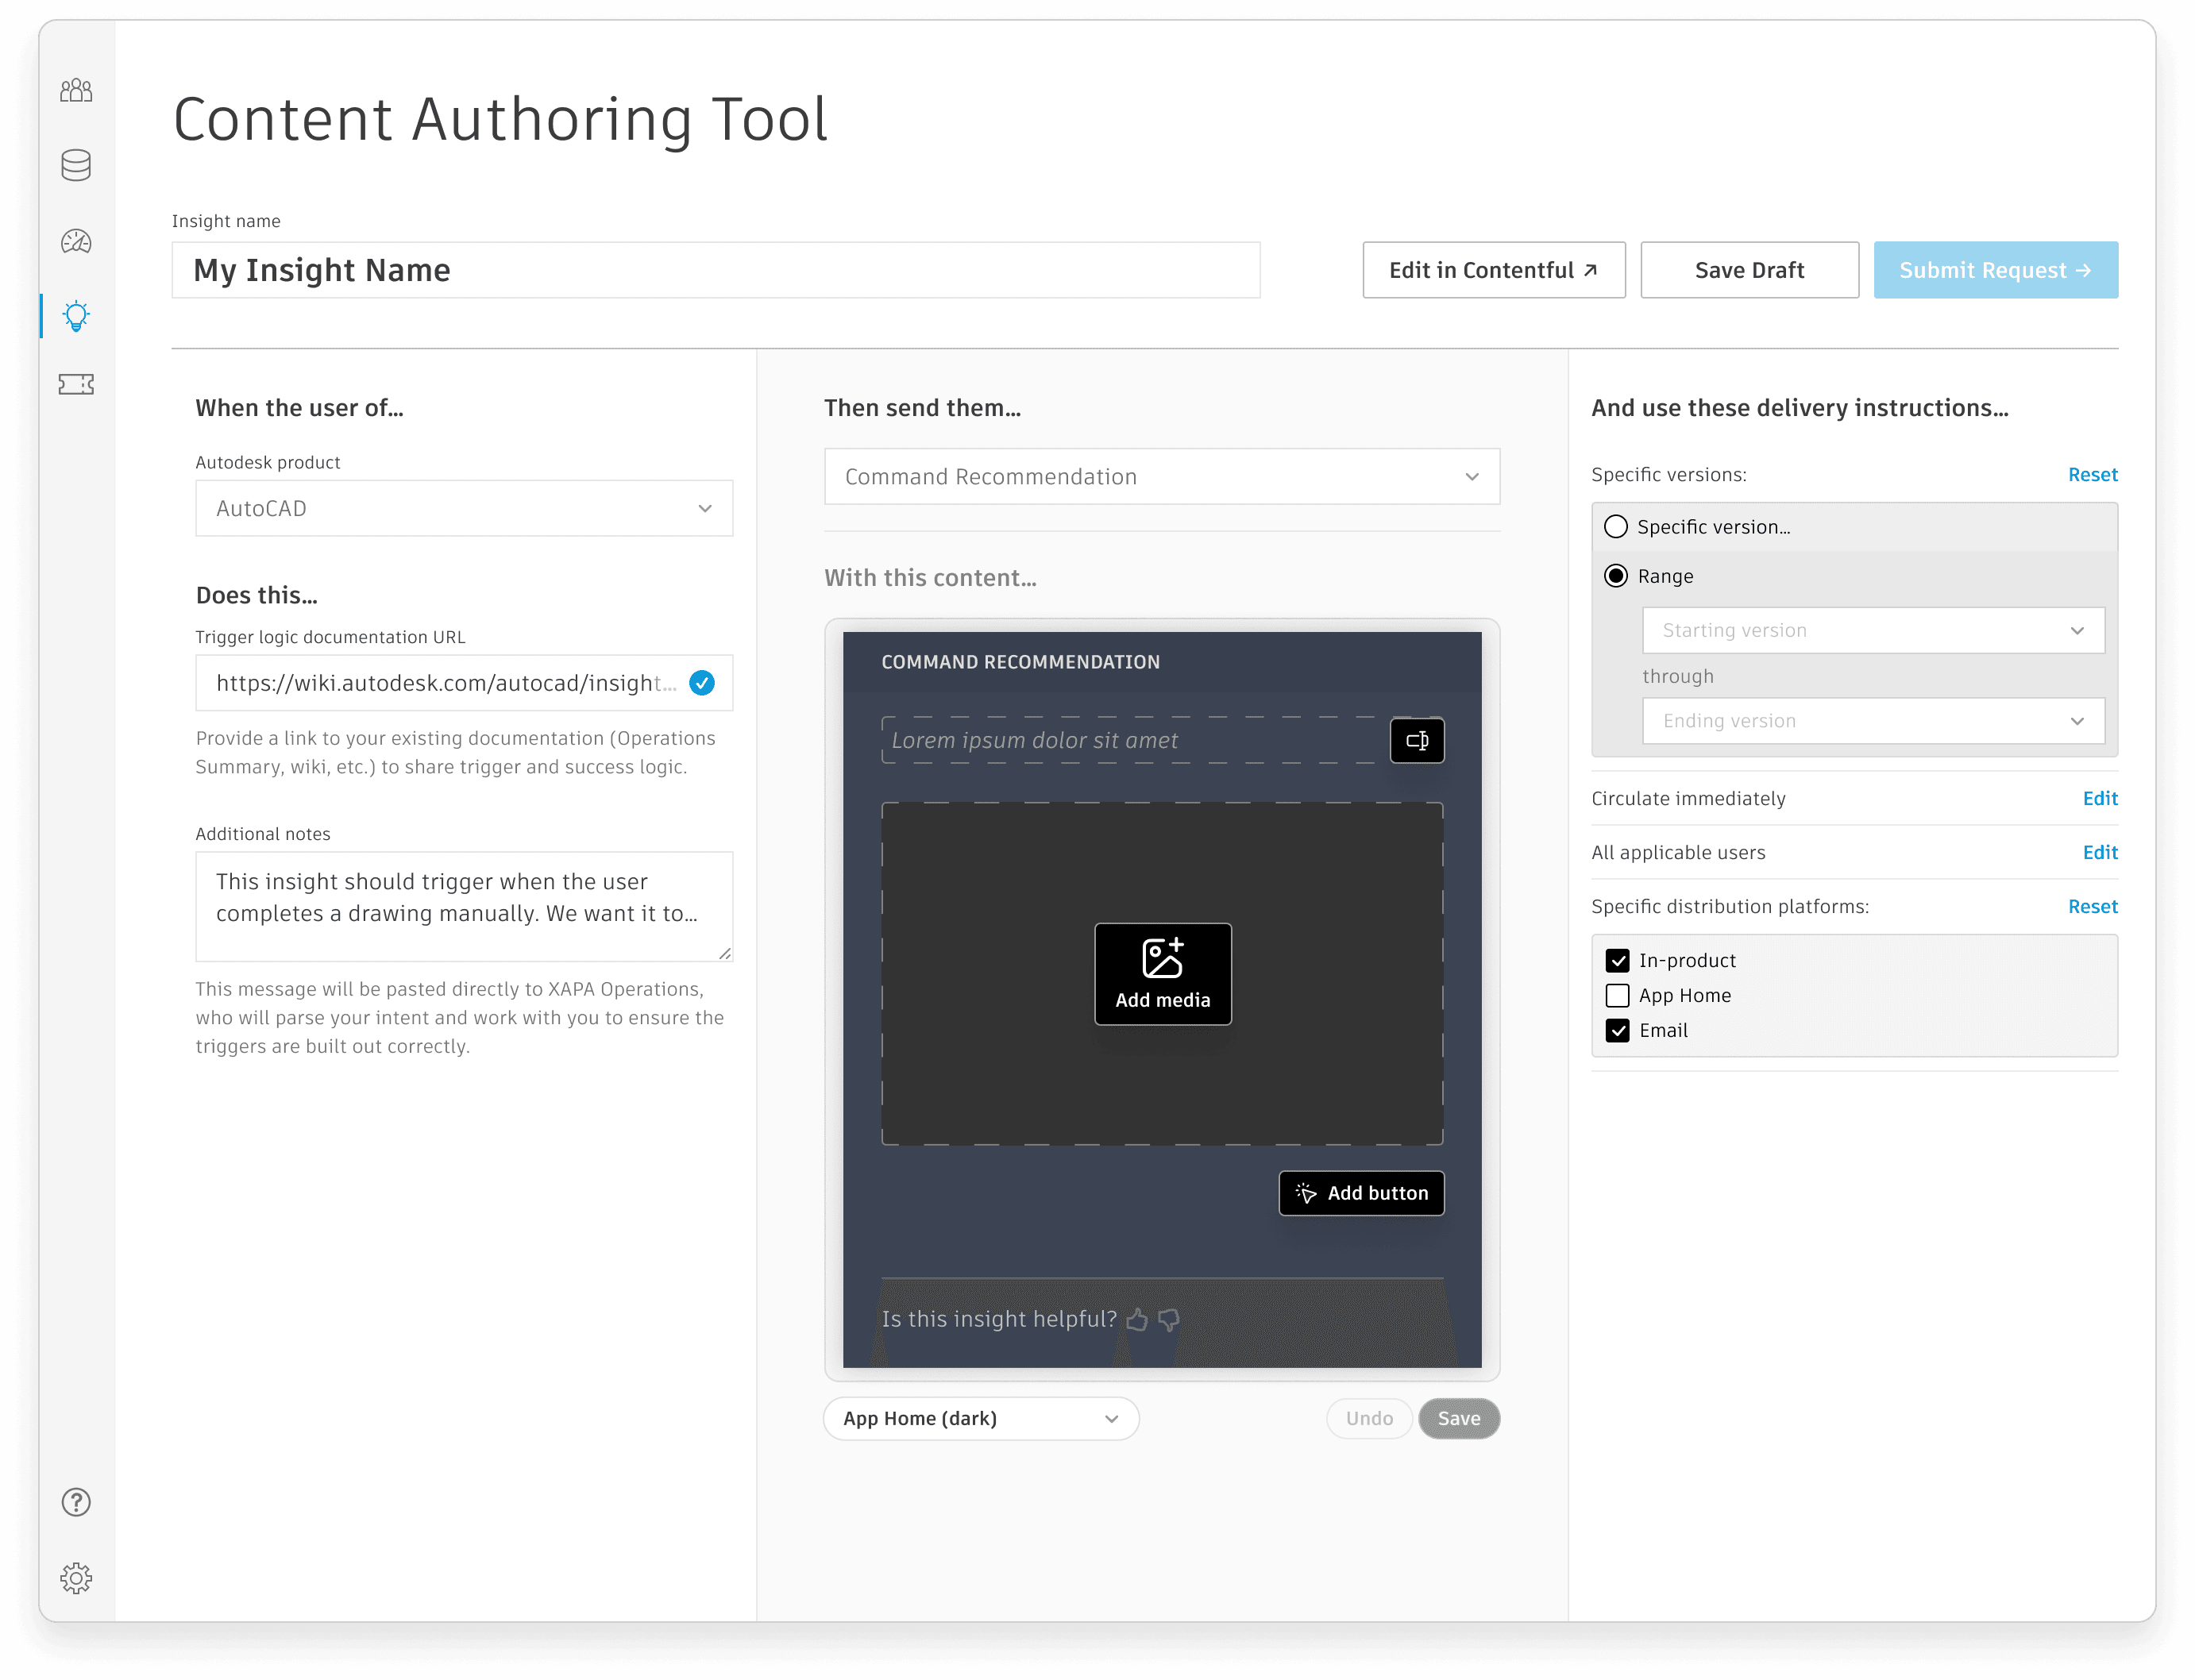 Content Authoring Tool
Insight name
My Insight Name
Edit in Contentful ↗
Save Draft
Submit Request →
When the user of...
Autodesk product
AutoCAD
Does this...
Trigger logic documentation URL
https://wiki.autodesk.com/autocad/insight...
Provide a link to your existing documentation (Operations
Summary, wiki, etc.) to share trigger and success logic.
Additional notes
This insight should trigger when the user
completes a drawing manually. We want it to...
This message will be pasted directly to XAPA Operations,
who will parse your intent and work with you to ensure the
triggers are built out correctly.
Then send them...
Command Recommendation
With this content...
COMMAND RECOMMENDATION
Lorem ipsum dolor sit amet
Add media
Add button
Is this insight helpful?
App Home (dark)
Undo
Save
And use these delivery instructions...
Specific versions:
Reset
Specific version...
Range
Starting version
through
Ending version
Circulate immediately
Edit
All applicable users
Edit
Specific distribution platforms:
Reset
In-product
App Home
Email